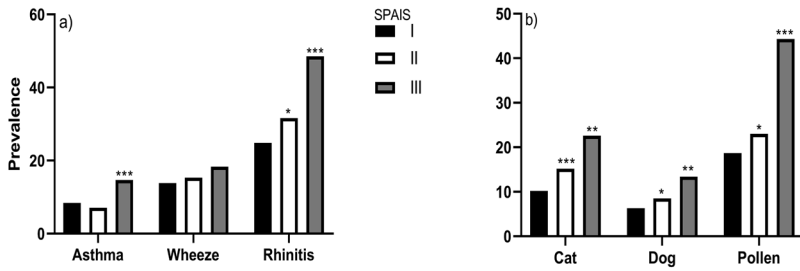 a)
Prevalence
60
40
20
0
***
*
***
Asthma Wheeze Rhinitis
SPAIS
I
II
III
b)
50
40
30
20
10
0
*** **
* **
* ***
Cat Dog Pollen